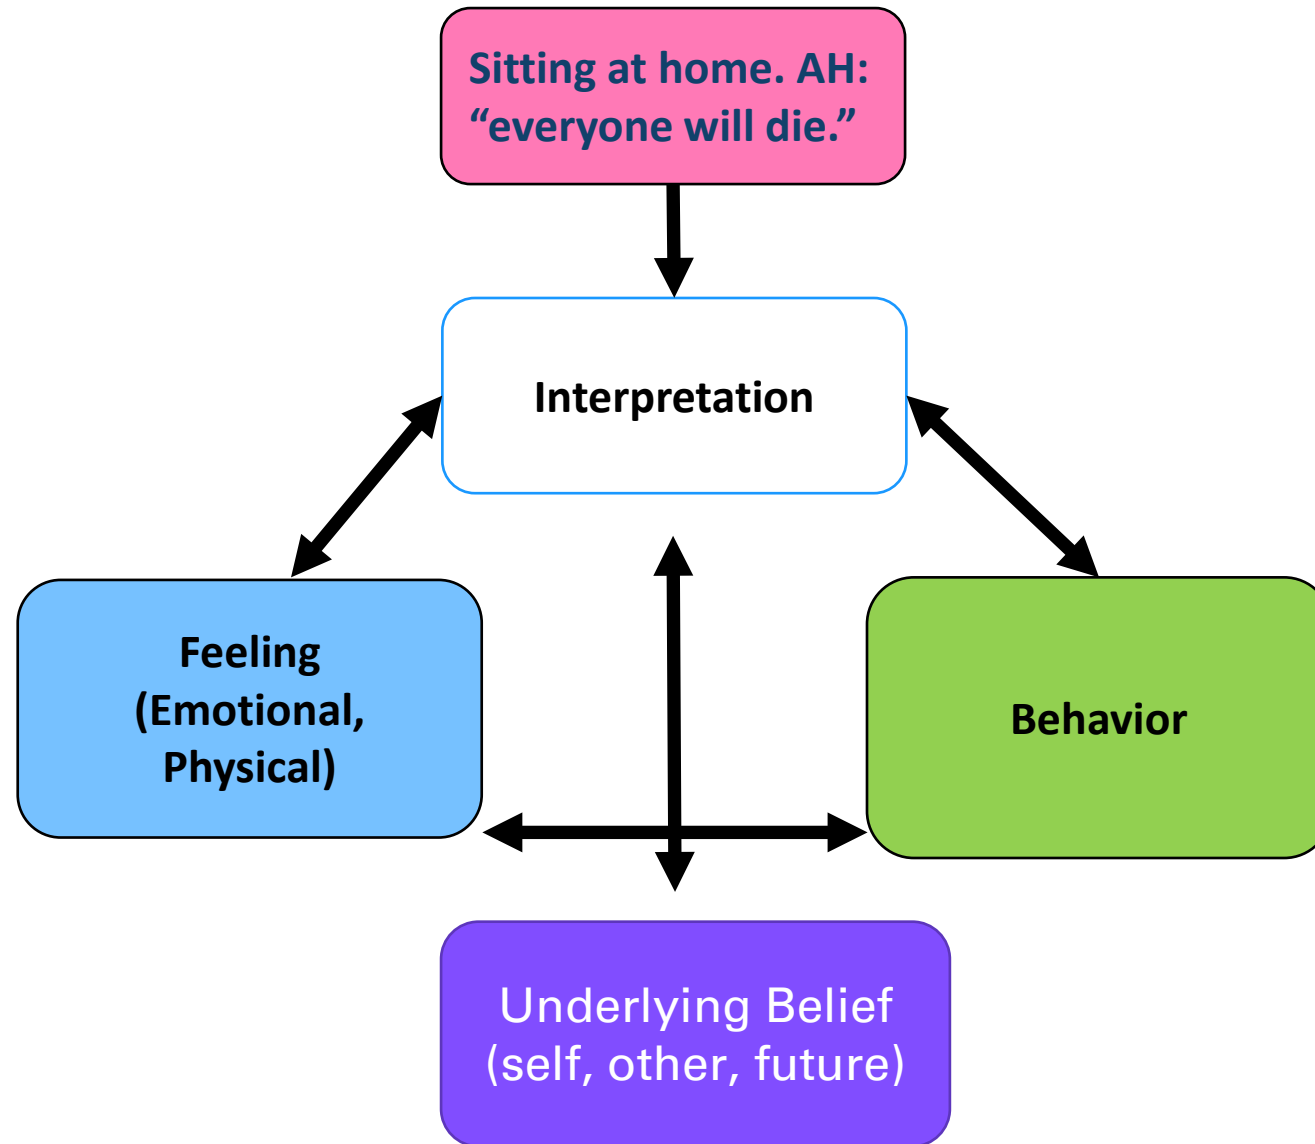 Sitting at home. AH:
“everyone will die.”
Interpretation
Feeling
(Emotional,
Physical)
Behavior
Underlying Belief
(self, other, future)